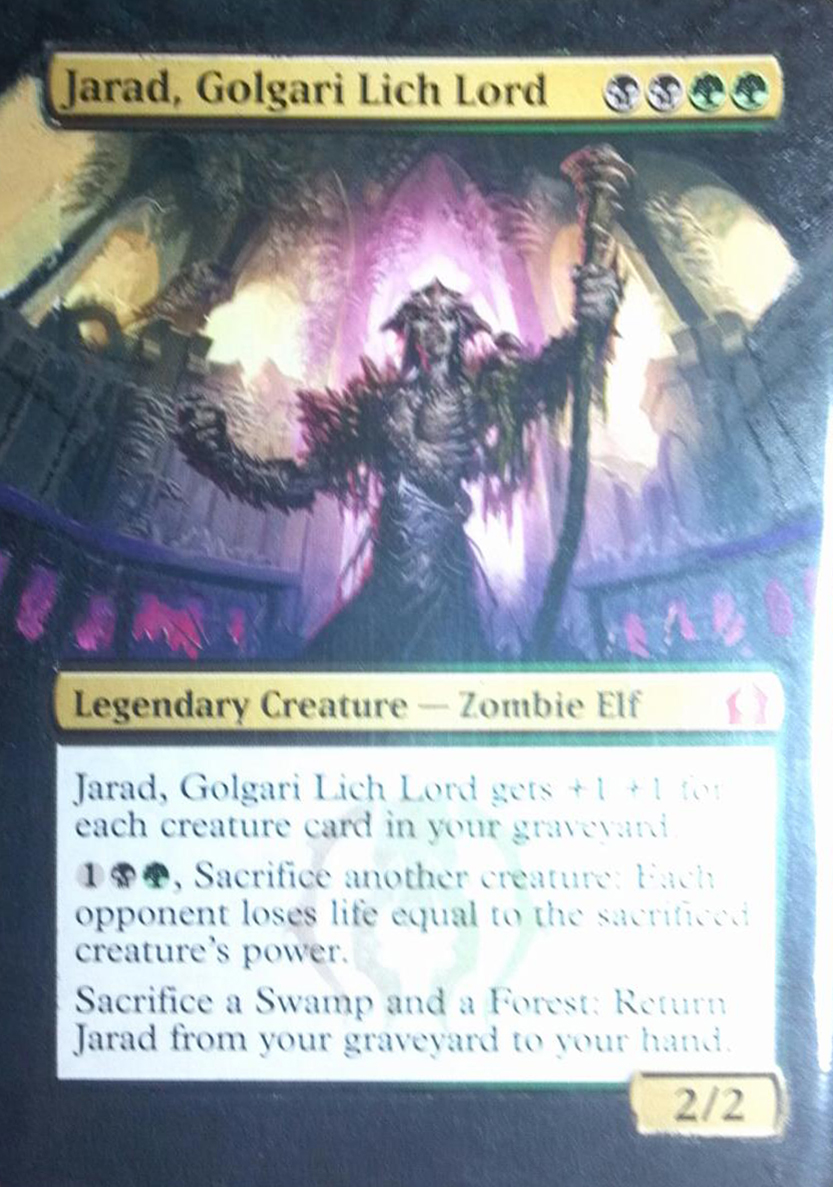 Jarad, Golgari Lich Lord
Legendary Creature — Zombie Elf
Jarad, Golgari Lich Lord gets +1 +1 for
each creature card in your graveyard.
1, Sacrifice another creature: Each
opponent loses life equal to the sacrificed
creature's power.
Sacrifice a Swamp and a Forest: Return
Jarad from your graveyard to your hand.
2/2